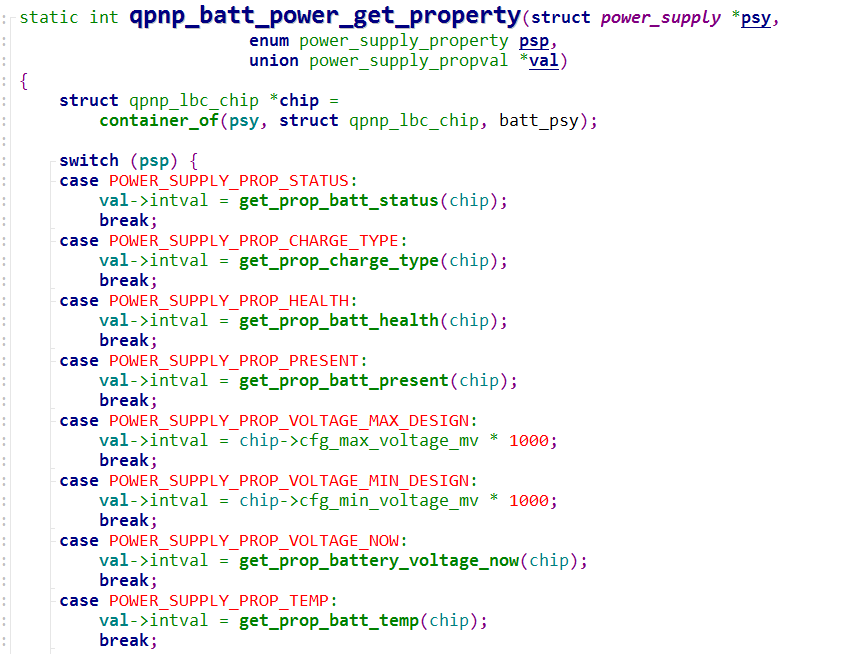 static int qpnp_batt_power_get_property(struct power_supply *psy,
                       enum power_supply_property psp,
                       union power_supply_propval *val)
{
    struct qpnp_lbc_chip *chip =
        container_of(psy, struct qpnp_lbc_chip, batt_psy);

    switch (psp) {
    case POWER_SUPPLY_PROP_STATUS:
        val->intval = get_prop_batt_status(chip);
        break;
    case POWER_SUPPLY_PROP_CHARGE_TYPE:
        val->intval = get_prop_charge_type(chip);
        break;
    case POWER_SUPPLY_PROP_HEALTH:
        val->intval = get_prop_batt_health(chip);
        break;
    case POWER_SUPPLY_PROP_PRESENT:
        val->intval = get_prop_batt_present(chip);
        break;
    case POWER_SUPPLY_PROP_VOLTAGE_MAX_DESIGN:
        val->intval = chip->cfg_max_voltage_mv * 1000;
        break;
    case POWER_SUPPLY_PROP_VOLTAGE_MIN_DESIGN:
        val->intval = chip->cfg_min_voltage_mv * 1000;
        break;
    case POWER_SUPPLY_PROP_VOLTAGE_NOW:
        val->intval = get_prop_battery_voltage_now(chip);
        break;
    case POWER_SUPPLY_PROP_TEMP:
        val->intval = get_prop_batt_temp(chip);
        break;